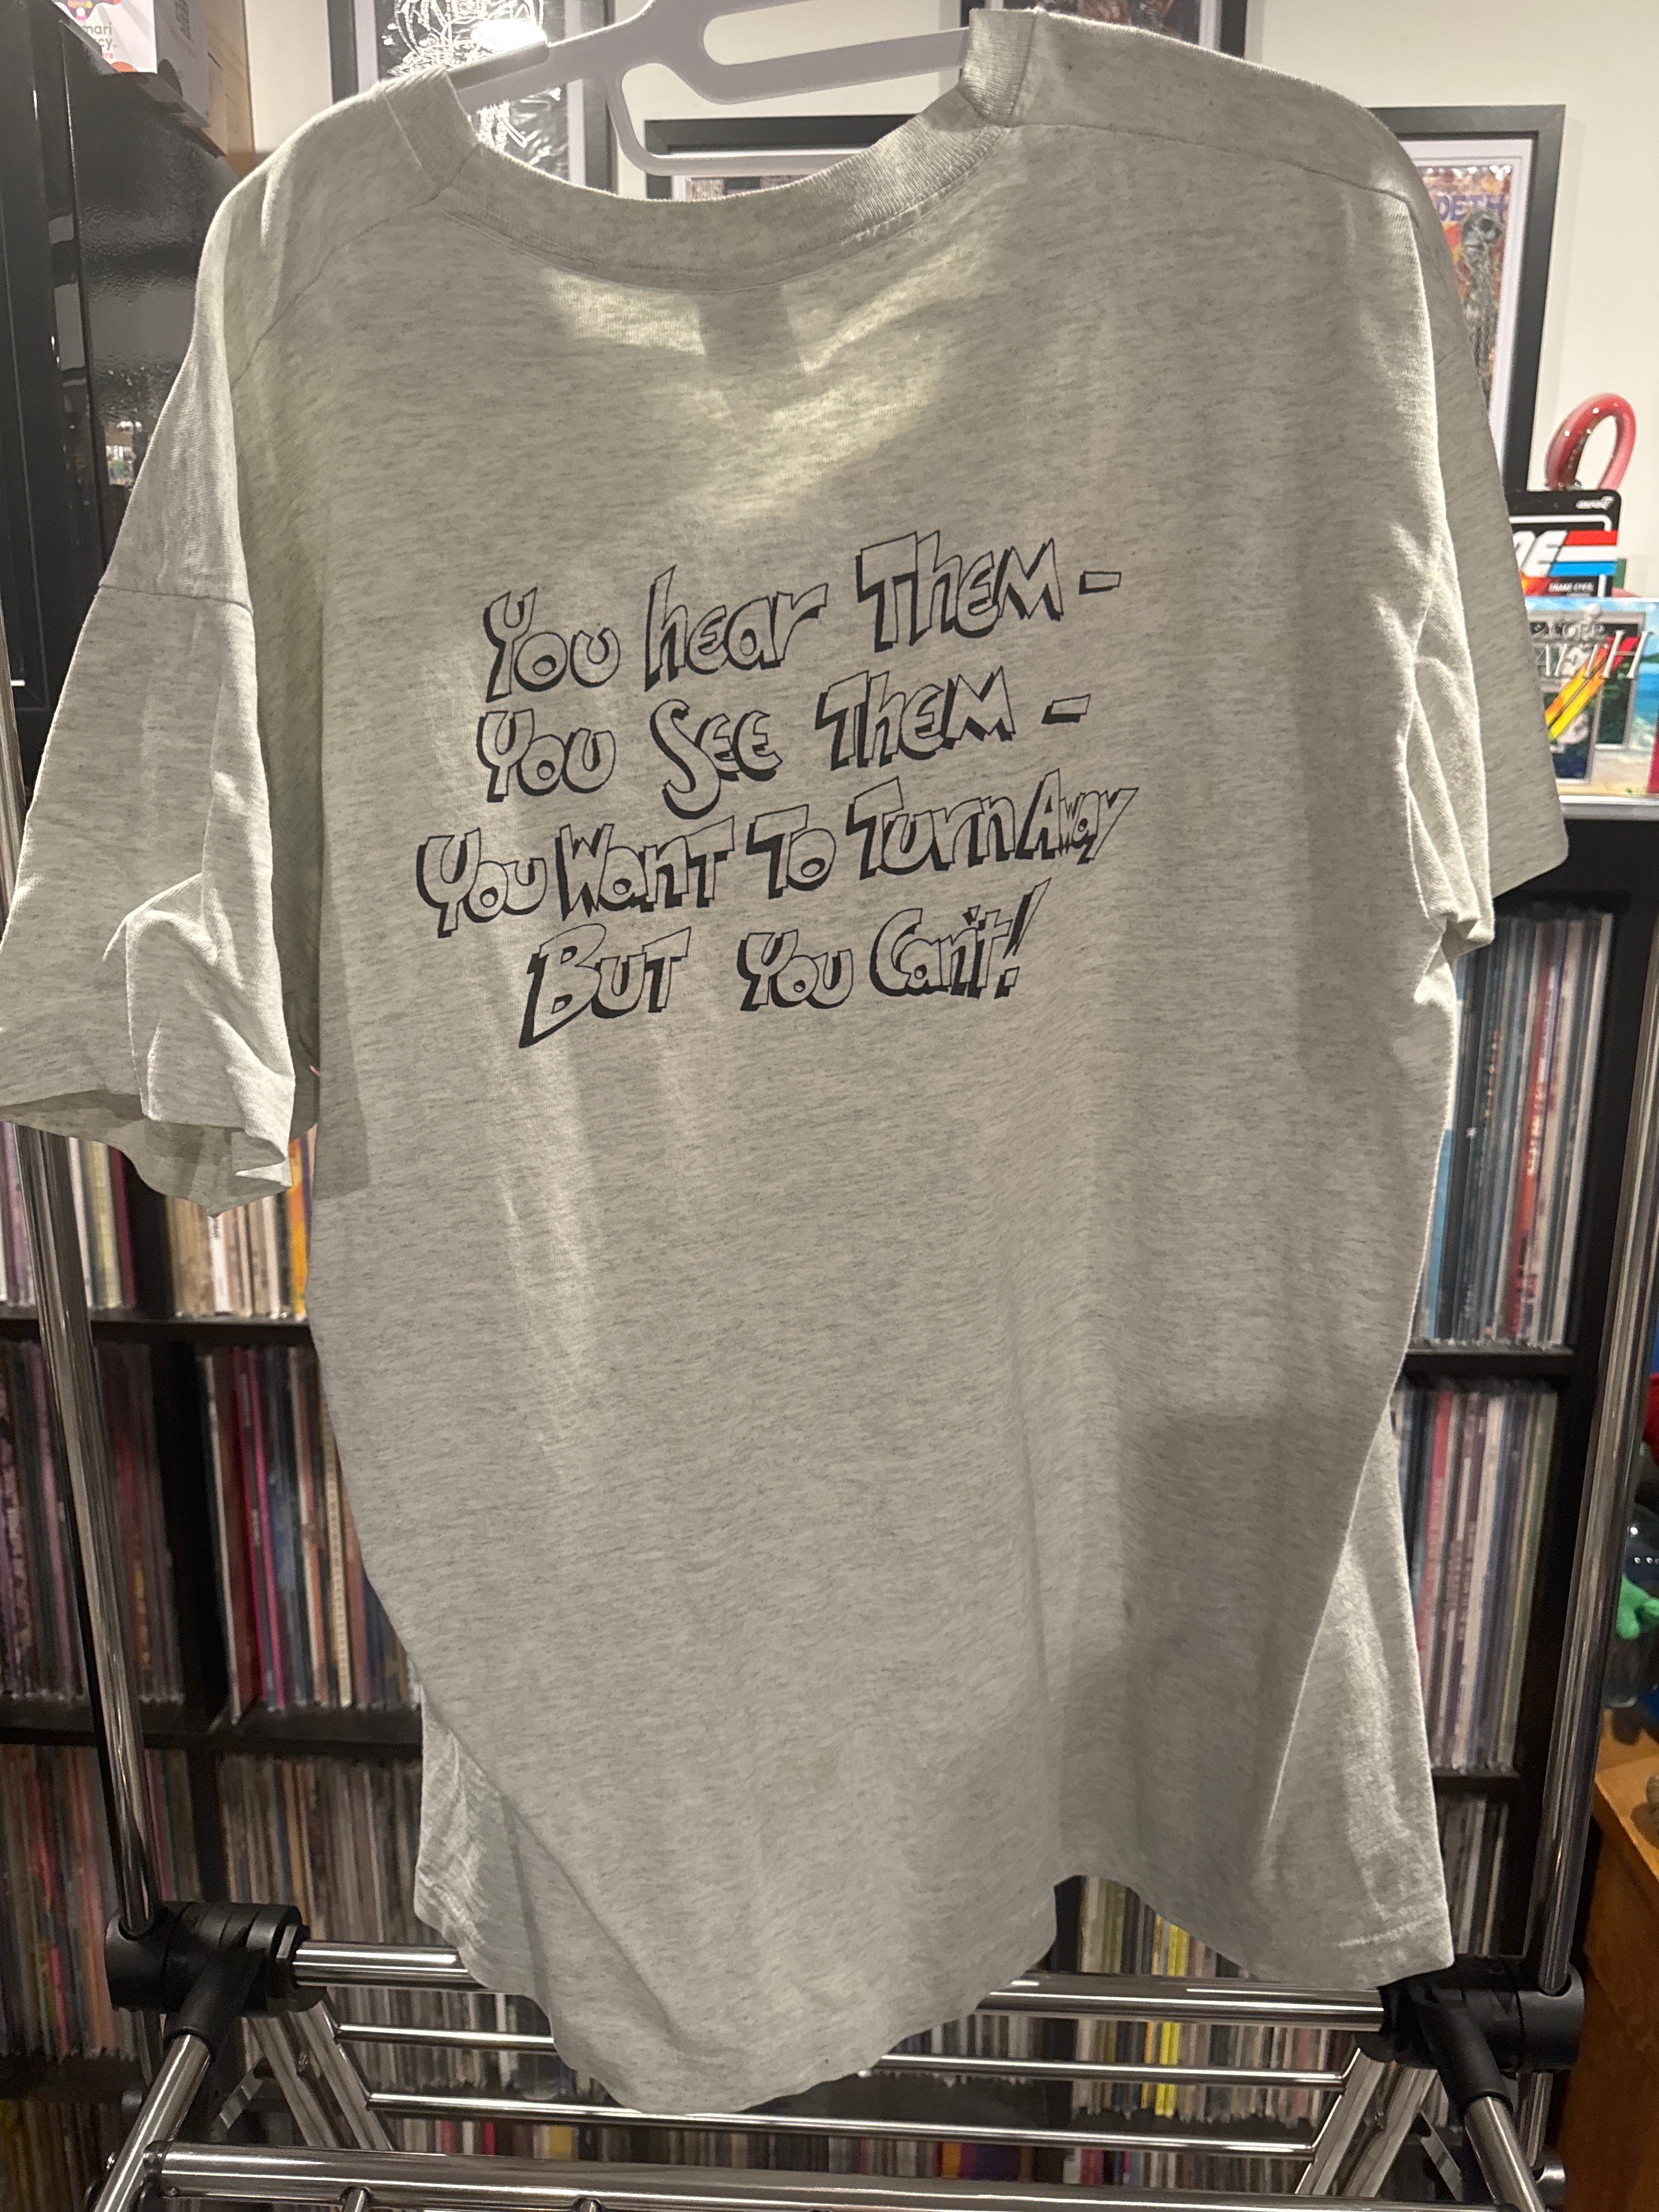 You hear Them -
You See Them -
You Want To Turn Away
But You Can't!